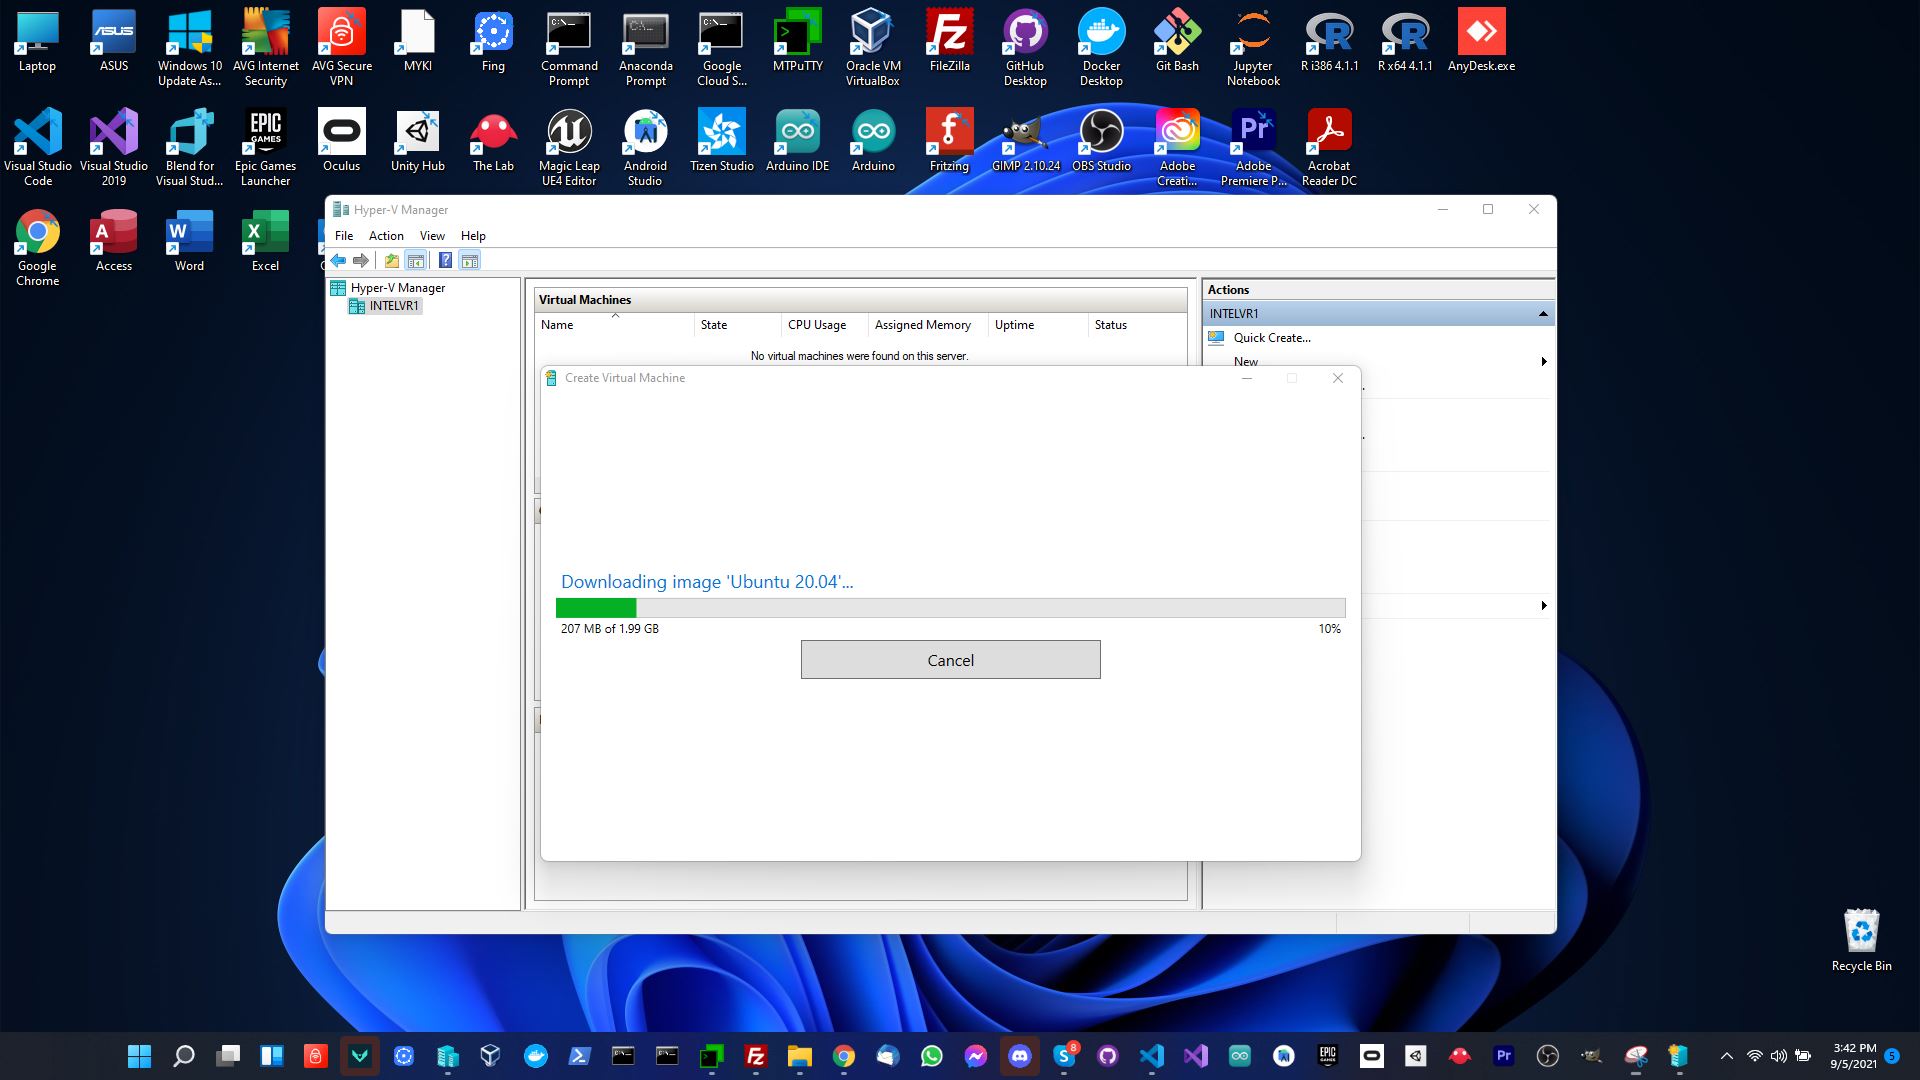 Laptop
ASUS
Windows 10
Update As...
AVG Internet
Security
AVG Secure
VPN
MYKI
Fing
Command
Prompt
Anaconda
Prompt
Google
Cloud S...
MTPuTTY
Oracle VM
VirtualBox
FileZilla
GitHub
Desktop
Docker
Desktop
Git Bash
Jupyter
Notebook
R i386 4.1.1
R x64 4.1.1
AnyDesk.exe
Visual Studio
Code
Visual Studio
2019
Blend for
Visual Stud...
Epic Games
Launcher
Oculus
Unity Hub
The Lab
Magic Leap
UE4 Editor
Android
Studio
Tizen Studio
Arduino IDE
Arduino
Fritzing
GIMP 2.10.24
OBS Studio
Adobe
Creati...
Adobe
Premiere P...
Acrobat
Reader DC
Google
Chrome
Access
Word
Excel
Hyper-V Manager
File Action View Help
Hyper-V Manager
INTELVR1
Virtual Machines
Name State CPU Usage Assigned Memory Uptime Status
No virtual machines were found on this server.
Actions
INTELVR1
Quick Create...
New
Create Virtual Machine
Downloading image 'Ubuntu 20.04'...
207 MB of 1.99 GB
10%
Cancel
Recycle Bin
8
3:42 PM
9/5/2021
5